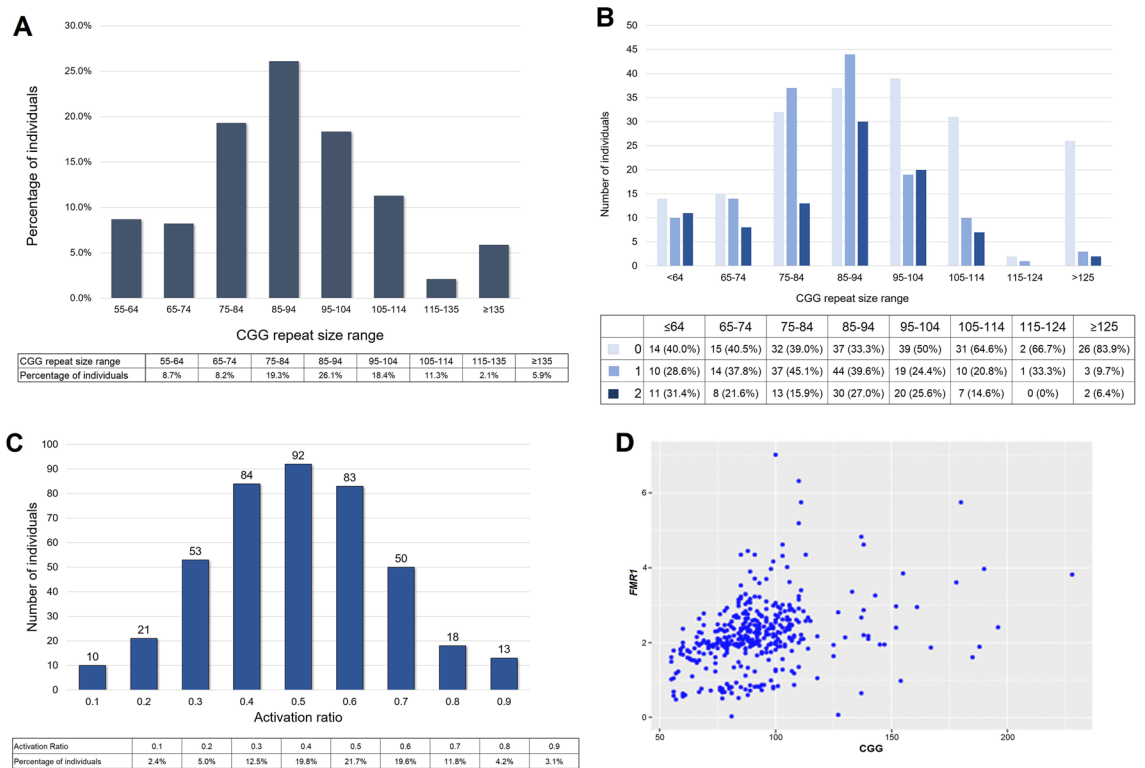 A
30.0%
25.0%
20.0%
15.0%
10.0%
5.0%
0.0%
Percentage of individuals
55-64 65-74 75-84 85-94 95-104 105-114 115-135 ≥135
CGG repeat size range
CGG repeat size range 55-64 65-74 75-84 85-94 95-104 105-114 115-135 ≥135
Percentage of individuals 8.7% 8.2% 19.3% 26.1% 18.4% 11.3% 2.1% 5.9%
B
50
45
40
35
30
25
20
15
10
5
0
Number of individuals
<64 65-74 75-84 85-94 95-104 105-114 115-124 >125
CGG repeat size range
≤64 65-74 75-84 85-94 95-104 105-114 115-124 ≥125
0 14 (40.0%) 15 (40.5%) 32 (39.0%) 37 (33.3%) 39 (50%) 31 (64.6%) 2 (66.7%) 26 (83.9%)
1 10 (28.6%) 14 (37.8%) 37 (45.1%) 44 (39.6%) 19 (24.4%) 10 (20.8%) 1 (33.3%) 3 (9.7%)
2 11 (31.4%) 8 (21.6%) 13 (15.9%) 30 (27.0%) 20 (25.6%) 7 (14.6%) 0 (0%) 2 (6.4%)
C
100
90
80
70
60
50
40
30
20
10
0
Number of individuals
10 21 53 84 92 83 50 18 13
0.1 0.2 0.3 0.4 0.5 0.6 0.7 0.8 0.9
Activation ratio
Activation Ratio 0.1 0.2 0.3 0.4 0.5 0.6 0.7 0.8 0.9
Percentage of individuals 2.4% 5.0% 12.5% 19.8% 21.7% 19.6% 11.8% 4.2% 3.1%
D
6
4
2
0
FMR1
50 100 150 200
CGG